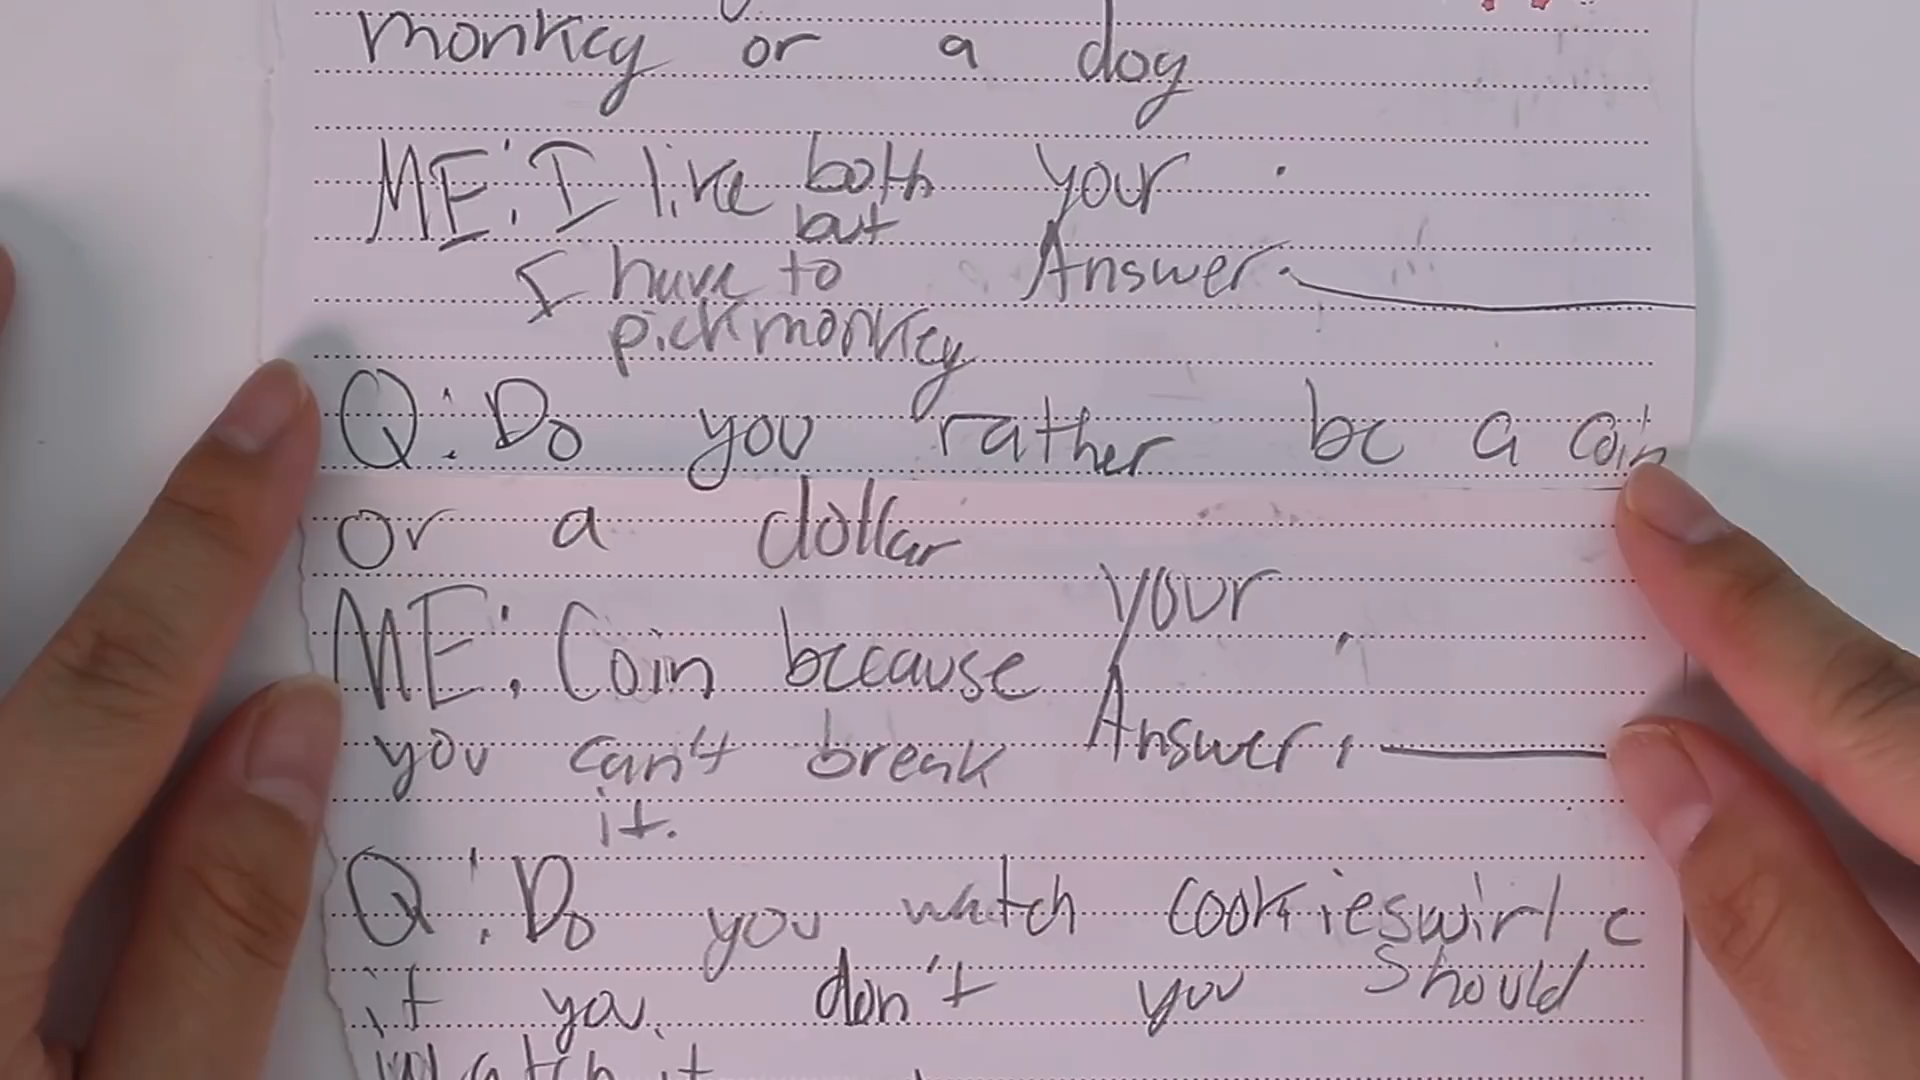 monkey or a dog
ME: I like both your :
but
I have to Answer.
pick monkey
Q: Do you rather be a coin
or a dollar
your
ME: Coin because
you can't break Answer:
it.
Q: Do you watch cookieswirl c
if you don't you should
watch it